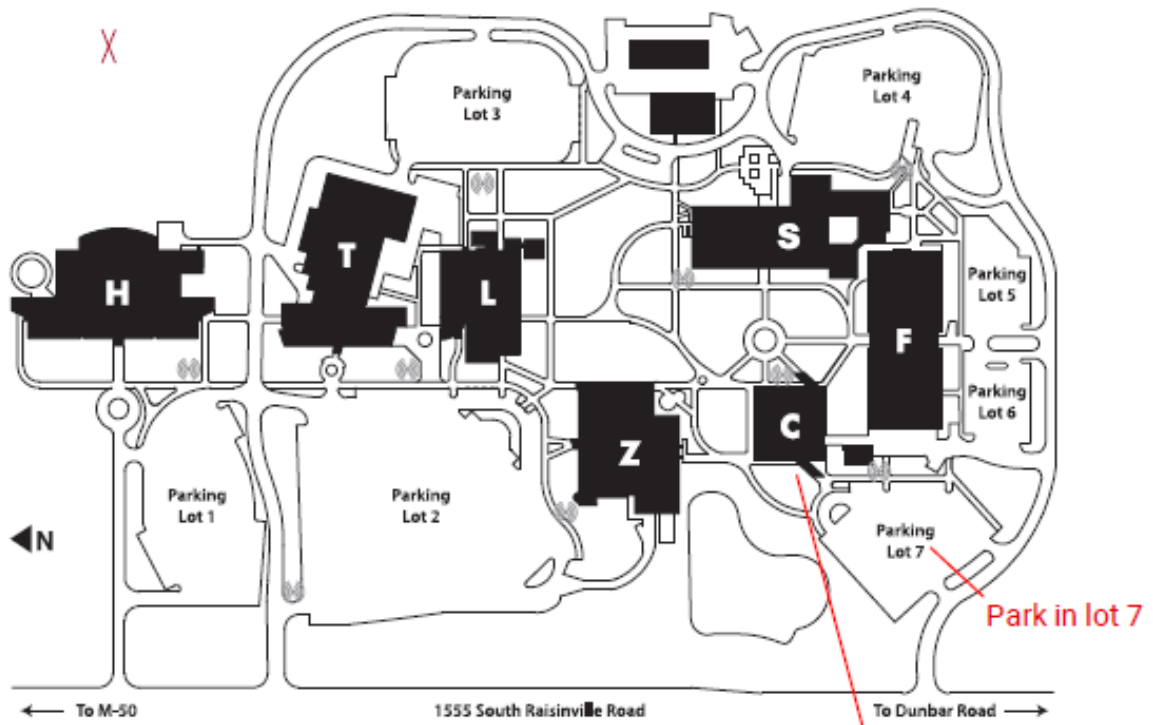 X
Parking
Lot 3
Parking
Lot 4
T
S
H
L
Parking
Lot 5
F
Parking
Lot 6
C
Z
Parking
Lot 1
Parking
Lot 2
N
Parking
Lot 7
Park in lot 7
To M-50
1555 South Raisinville Road
To Dunbar Road